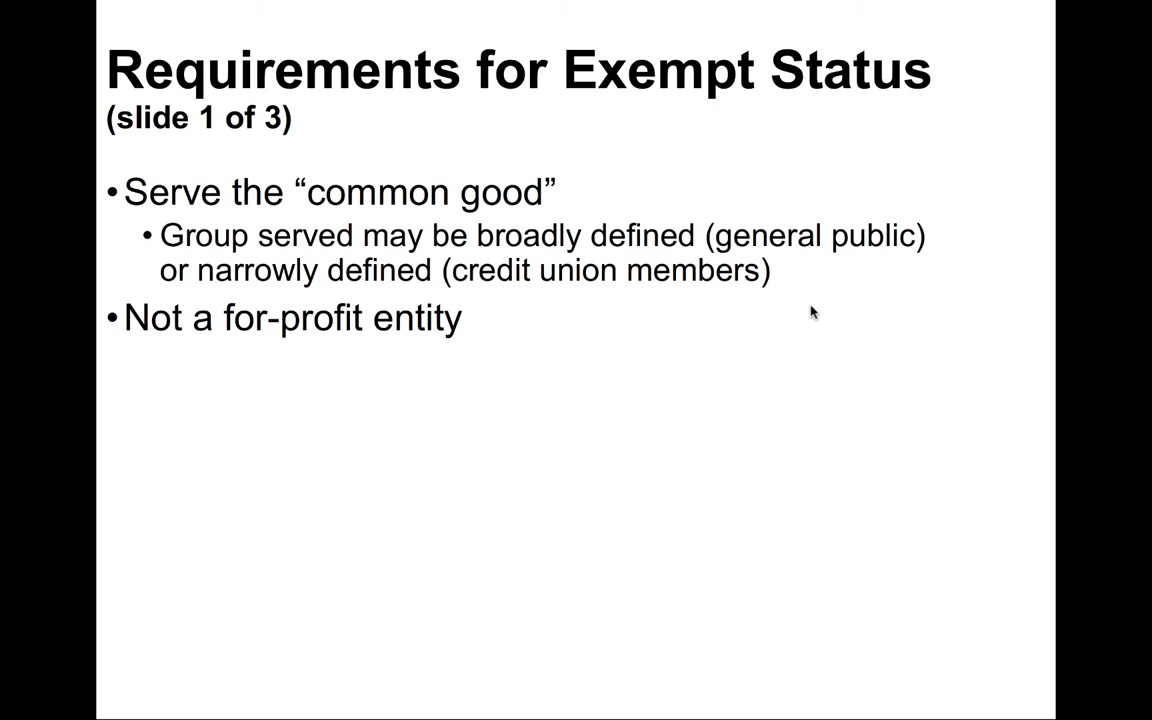 Requirements for Exempt Status
(slide 1 of 3)
• Serve the “common good”
• Group served may be broadly defined (general public)
or narrowly defined (credit union members)
• Not a for-profit entity